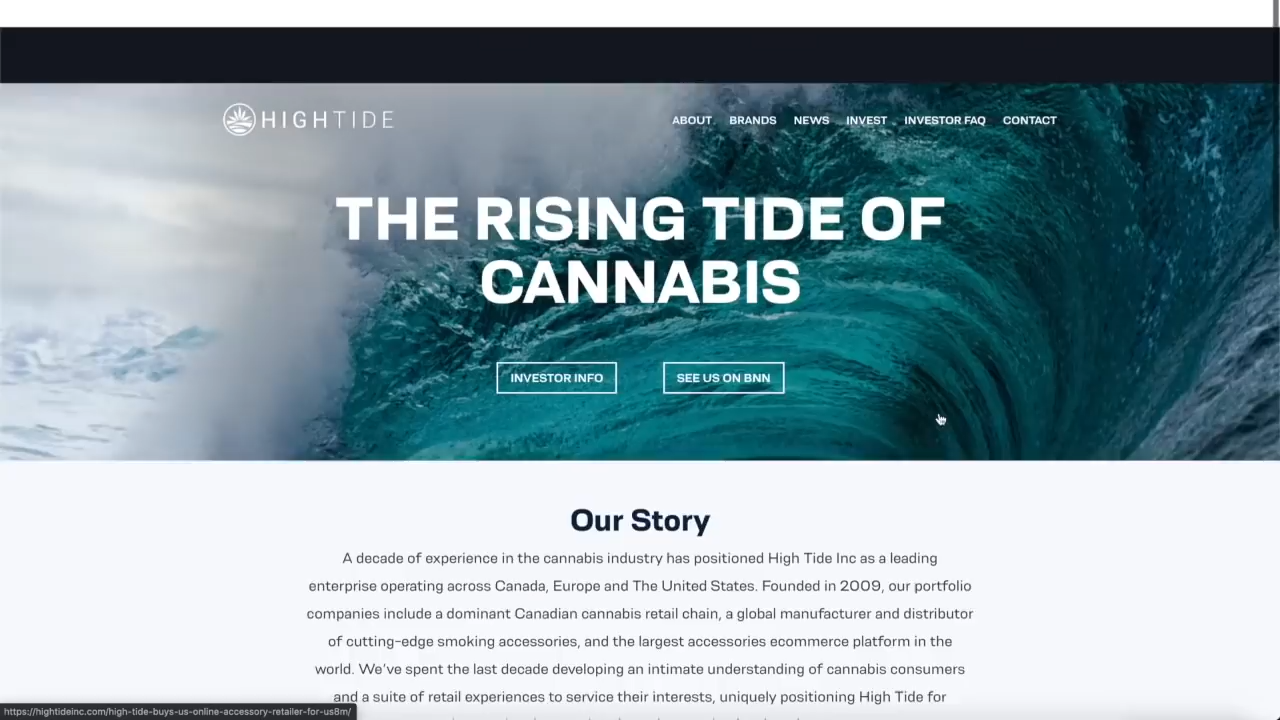 HIGHTIDE
ABOUT BRANDS NEWS INVEST INVESTOR FAQ CONTACT
THE RISING TIDE OF
CANNABIS
INVESTOR INFO SEE US ON BNN
Our Story
A decade of experience in the cannabis industry has positioned High Tide Inc as a leading
enterprise operating across Canada, Europe and The United States. Founded in 2009, our portfolio
companies include a dominant Canadian cannabis retail chain, a global manufacturer and distributor
of cutting-edge smoking accessories, and the largest accessories ecommerce platform in the
world. We've spent the last decade developing an intimate understanding of cannabis consumers
and a suite of retail experiences to service their interests, uniquely positioning High Tide for
https://hightideinc.com/high-tide-buys-us-online-accessory-retailer-for-us8m/